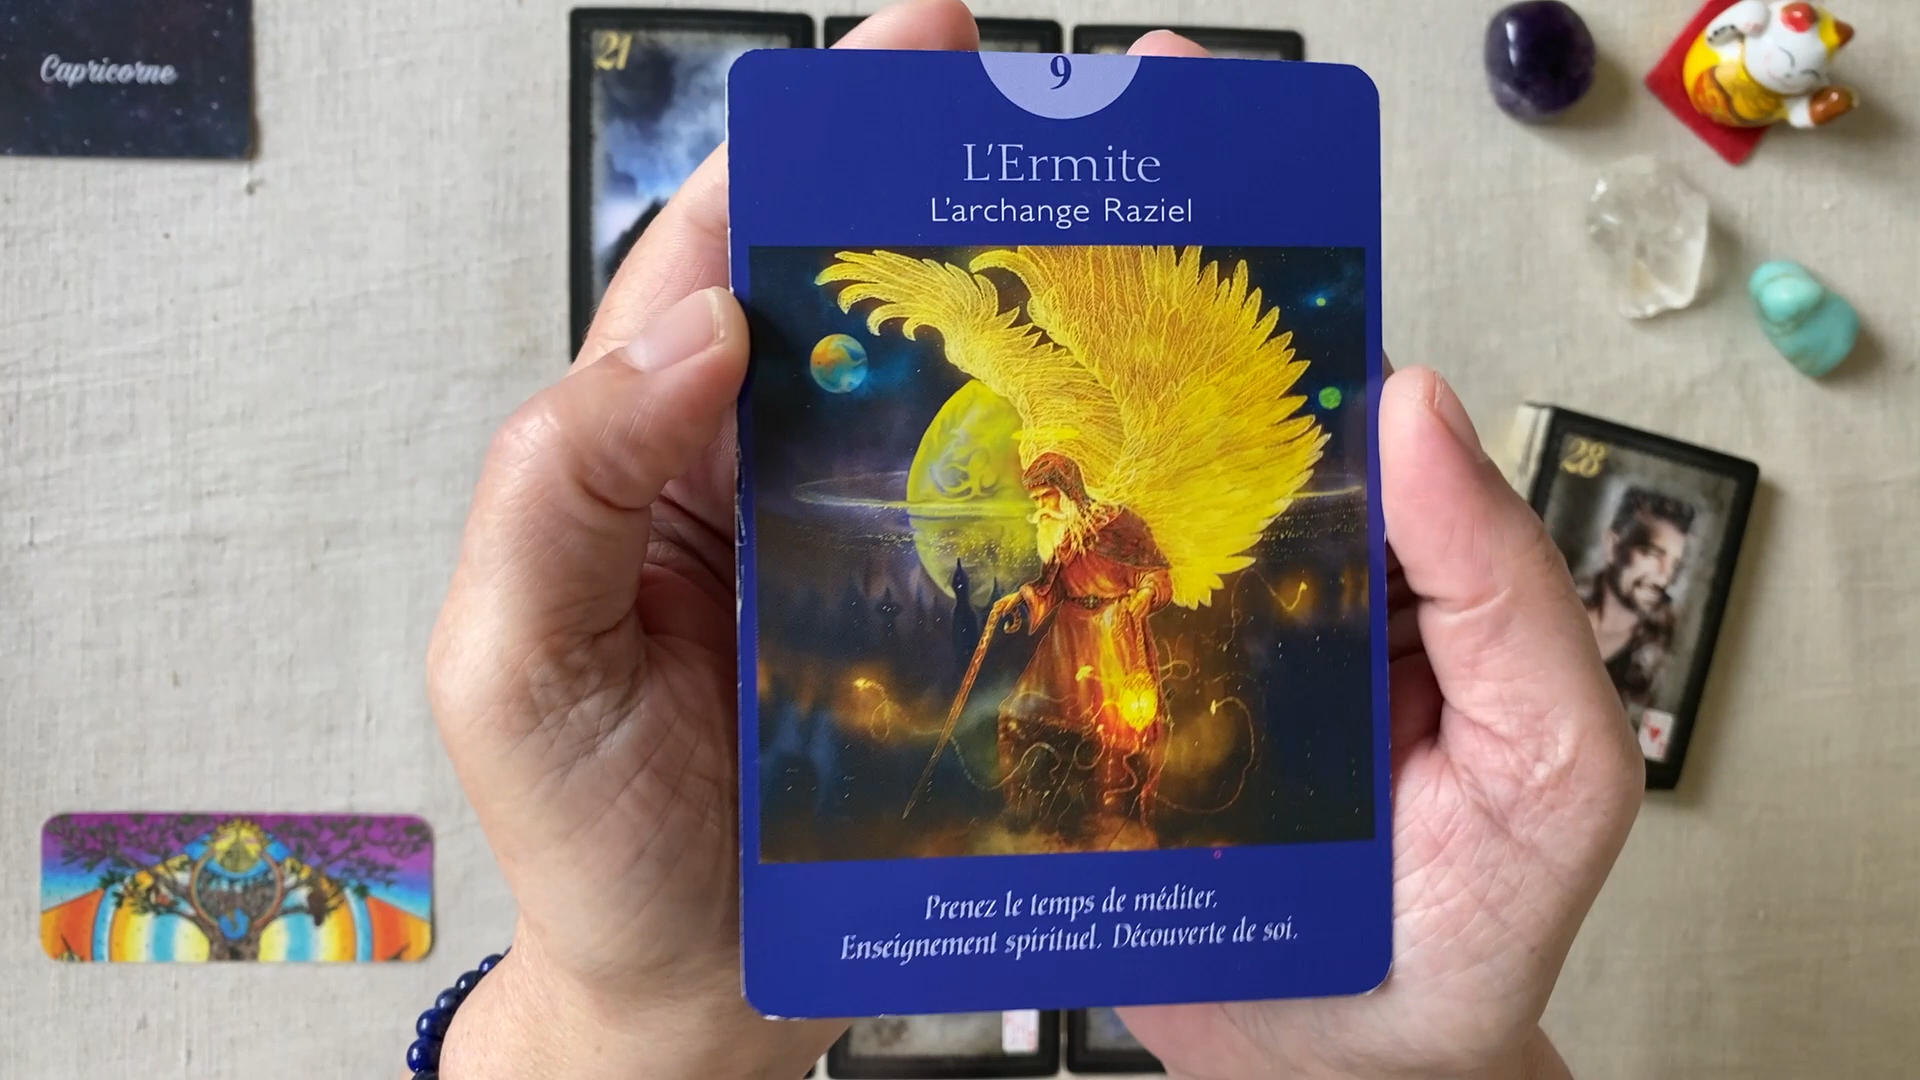 Capricorne
21
9
L'Ermite
L'archange Raziel
28
Prenez le temps de méditer.
Enseignement spirituel. Découverte de soi.